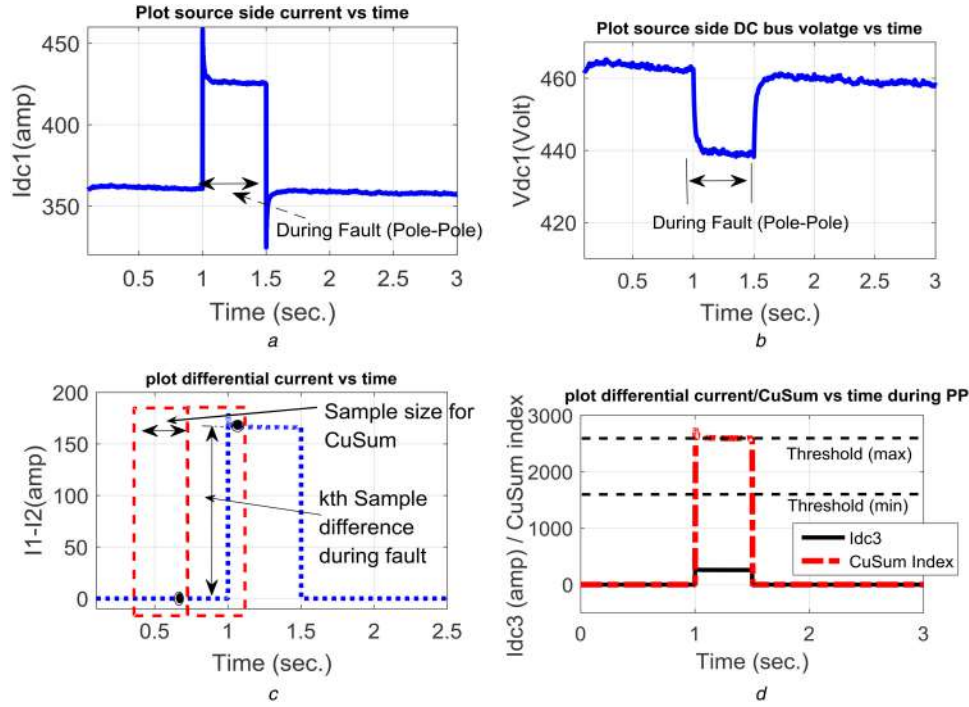 Plot source side current vs time
450
400
350
Idc1(amp)
During Fault (Pole-Pole)
0.5 1 1.5 2 2.5 3
Time (sec.)
a
Plot source side DC bus volatge vs time
460
440
420
Vdc1(Volt)
During Fault (Pole-Pole)
0.5 1 1.5 2 2.5 3
Time (sec.)
b
plot differential current vs time
200
150
100
50
0
I1-I2(amp)
Sample size for
CuSum
kth Sample
difference
during fault
0.5 1 1.5 2 2.5
Time (sec.)
c
plot differential current/CuSum vs time during PP
3000
2500
2000
1000
0
Idc3 (amp) / CuSum index
Threshold (max)
Threshold (min)
Idc3
CuSum Index
0 1 2 3
Time (sec.)
d